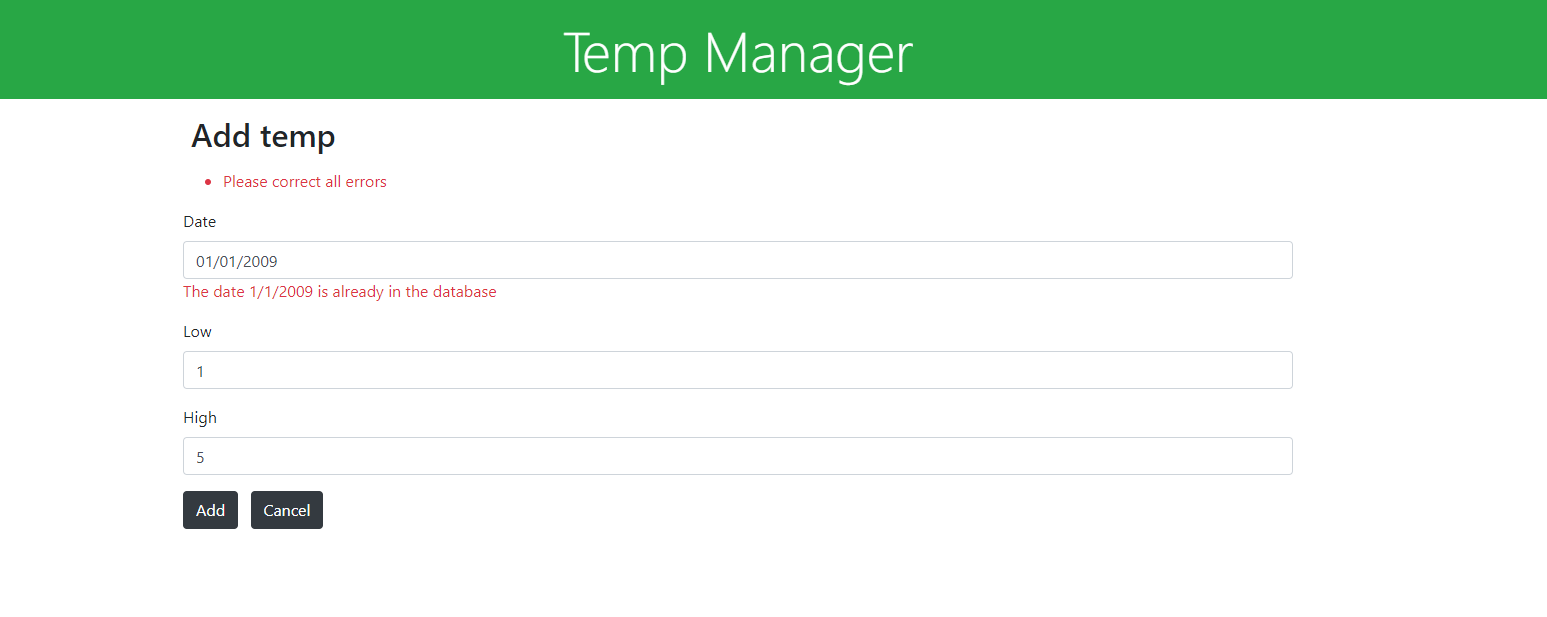 Temp Manager
Add temp
Please correct all errors
Date
01/01/2009
The date 1/1/2009 is already in the database
Low
1
High
5
Add Cancel